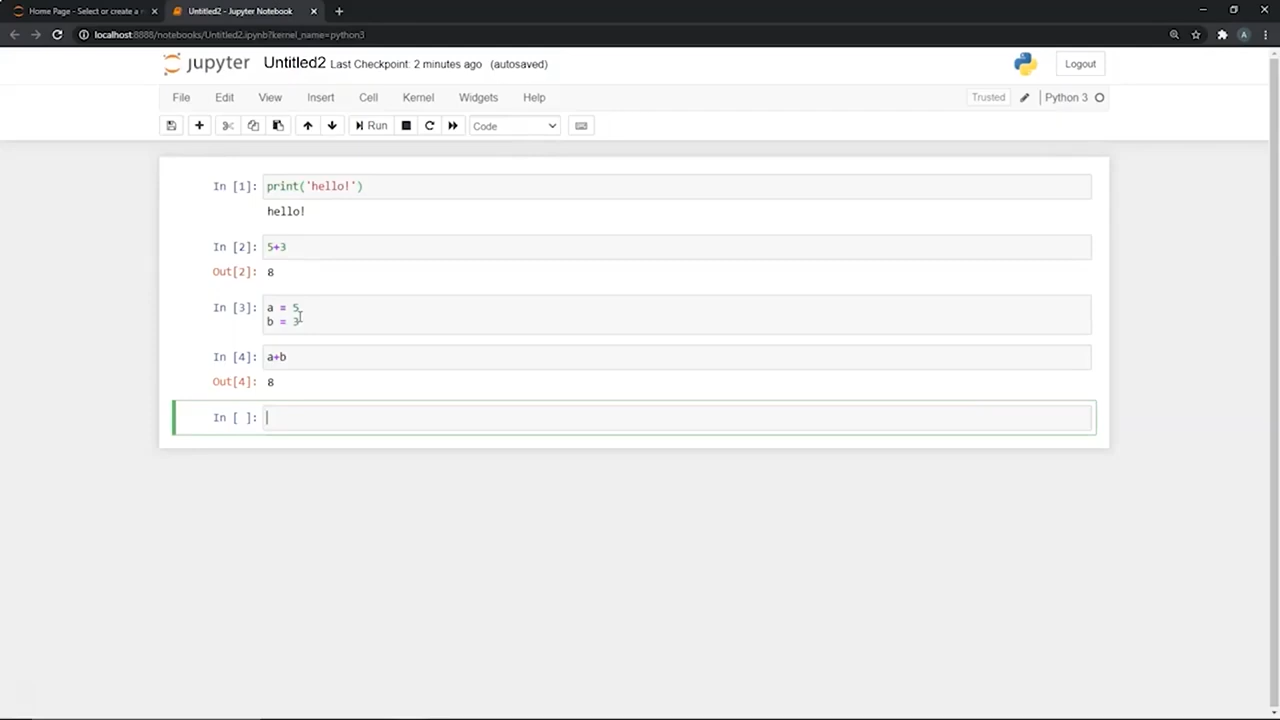 Home Page - Select or create a n
Untitled2 - Jupyter Notebook
localhost:8888/notebooks/Untitled2.ipynb?kernel_name=python3
A
jupyter Untitled2 Last Checkpoint: 2 minutes ago (autosaved)
Logout
File Edit View Insert Cell Kernel Widgets Help
Trusted
Python 3
Run
Code
In [1]: print('hello!')
hello!
In [2]: 5+3
Out[2]: 8
In [3]: a = 5
b = 3
In [4]: a+b
Out[4]: 8
In [ ]: